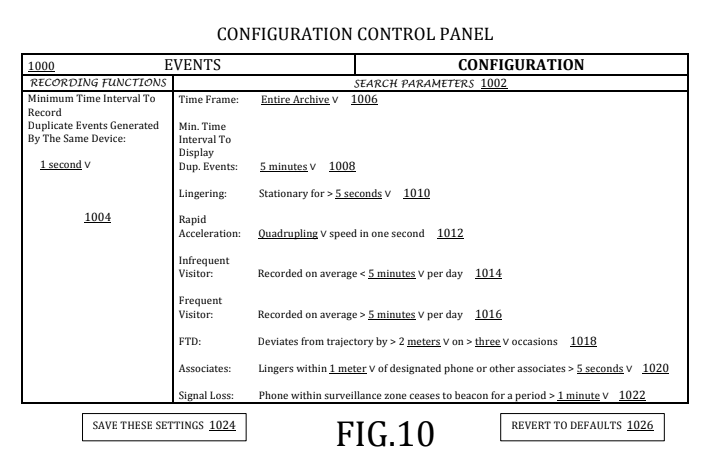 CONFIGURATION CONTROL PANEL
1000 EVENTS CONFIGURATION
RECORDING FUNCTIONS SEARCH PARAMETERS 1002
Minimum Time Interval To
Record
Duplicate Events Generated
By The Same Device:
1 second V
1004
Time Frame: Entire Archive V 1006
Min. Time
Interval To
Display
Dup. Events: 5 minutes V 1008
Lingering: Stationary for > 5 seconds V 1010
Rapid
Acceleration: Quadrupling V speed in one second 1012
Infrequent
Visitor: Recorded on average < 5 minutes V per day 1014
Frequent
Visitor: Recorded on average > 5 minutes V per day 1016
FTD: Deviates from trajectory by > 2 meters V on > three V occasions 1018
Associates: Lingers within 1 meter V of designated phone or other associates > 5 seconds V 1020
Signal Loss: Phone within surveillance zone ceases to beacon for a period > 1 minute V 1022
SAVE THESE SETTINGS 1024
FIG.10
REVERT TO DEFAULTS 1026